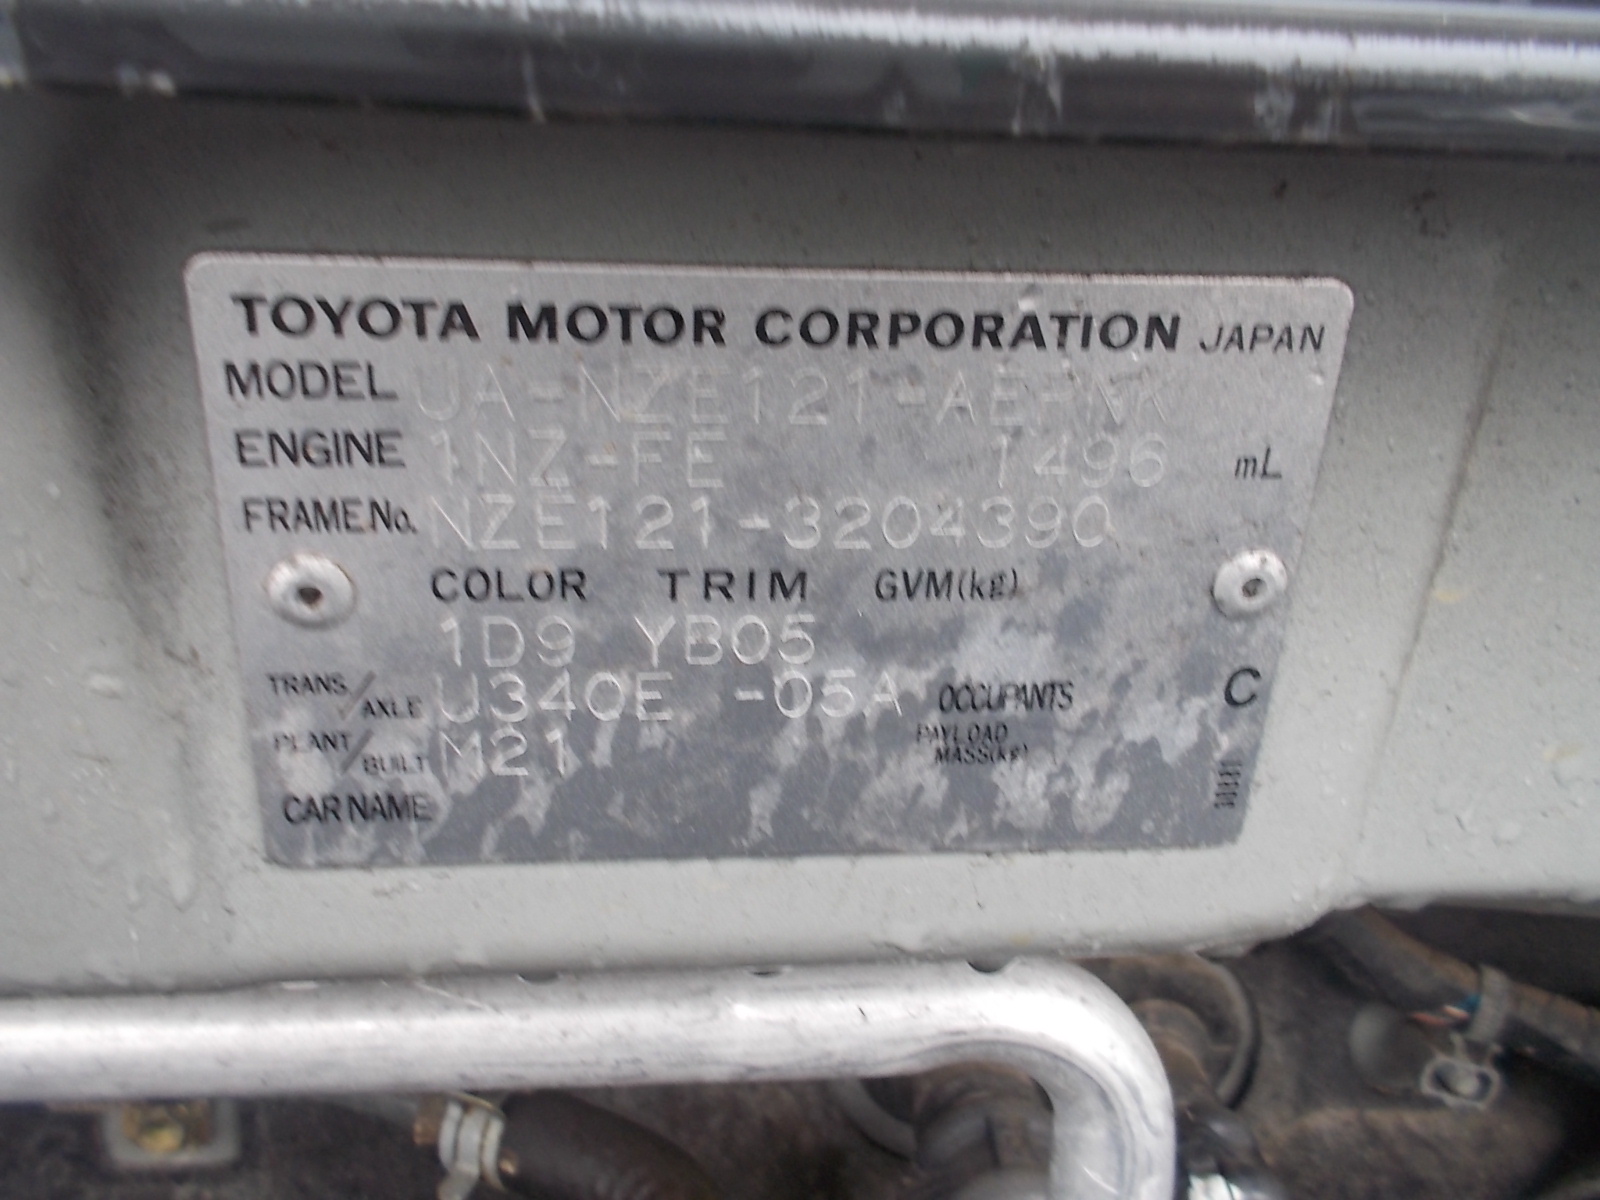 TOYOTA MOTOR CORPORATION JAPAN
MODEL UA-NZE121-AEPNK
ENGINE 1NZ-FE 1496 mL
FRAME No. NZE121-3204390
COLOR TRIM GVM(kg)
1D9 YB05
TRANS/AXLE U340E -05A OCCUPANTS C
PLANT/BUILT M21 PAYLOAD MASS(kg)
CAR NAME